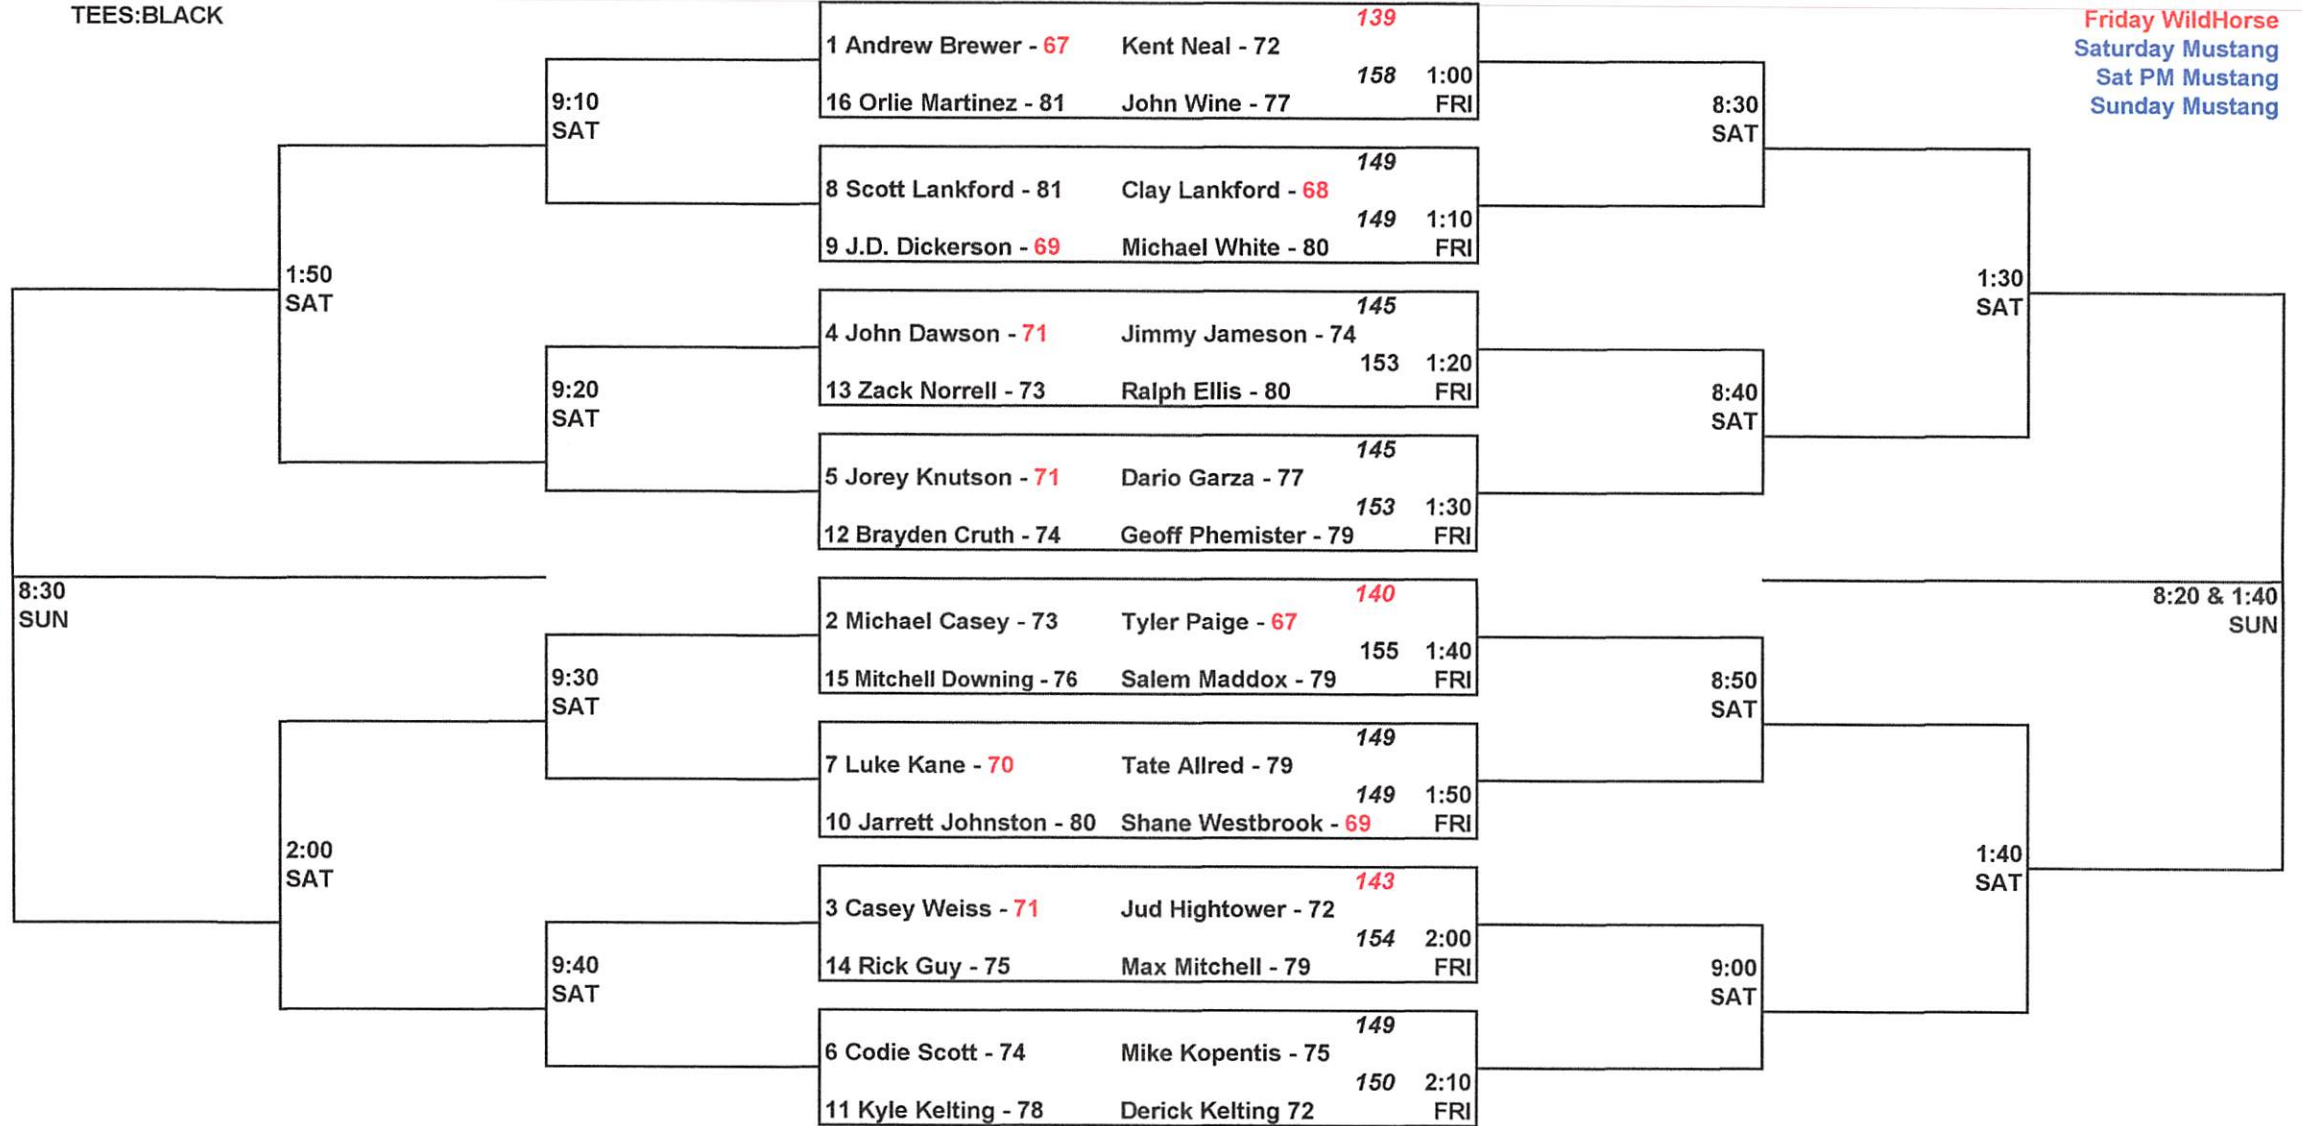 TEES:BLACK
Friday WildHorse
Saturday Mustang
Sat PM Mustang
Sunday Mustang
139
1 Andrew Brewer - 67 Kent Neal - 72
158 1:00
16 Orlie Martinez - 81 John Wine - 77 FRI
9:10
SAT
8:30
SAT
149
8 Scott Lankford - 81 Clay Lankford - 68
149 1:10
9 J.D. Dickerson - 69 Michael White - 80 FRI
1:50
SAT
1:30
SAT
145
4 John Dawson - 71 Jimmy Jameson - 74
153 1:20
13 Zack Norrell - 73 Ralph Ellis - 80 FRI
9:20
SAT
8:40
SAT
145
5 Jorey Knutson - 71 Dario Garza - 77
153 1:30
12 Brayden Cruth - 74 Geoff Phemister - 79 FRI
8:30
SUN
8:20 & 1:40
SUN
140
2 Michael Casey - 73 Tyler Paige - 67
155 1:40
15 Mitchell Downing - 76 Salem Maddox - 79 FRI
9:30
SAT
8:50
SAT
149
7 Luke Kane - 70 Tate Allred - 79
149 1:50
10 Jarrett Johnston - 80 Shane Westbrook - 69 FRI
2:00
SAT
1:40
SAT
143
3 Casey Weiss - 71 Jud Hightower - 72
154 2:00
14 Rick Guy - 75 Max Mitchell - 79 FRI
9:40
SAT
9:00
SAT
149
6 Codie Scott - 74 Mike Kopentis - 75
150 2:10
11 Kyle Kelting - 78 Derick Kelting 72 FRI